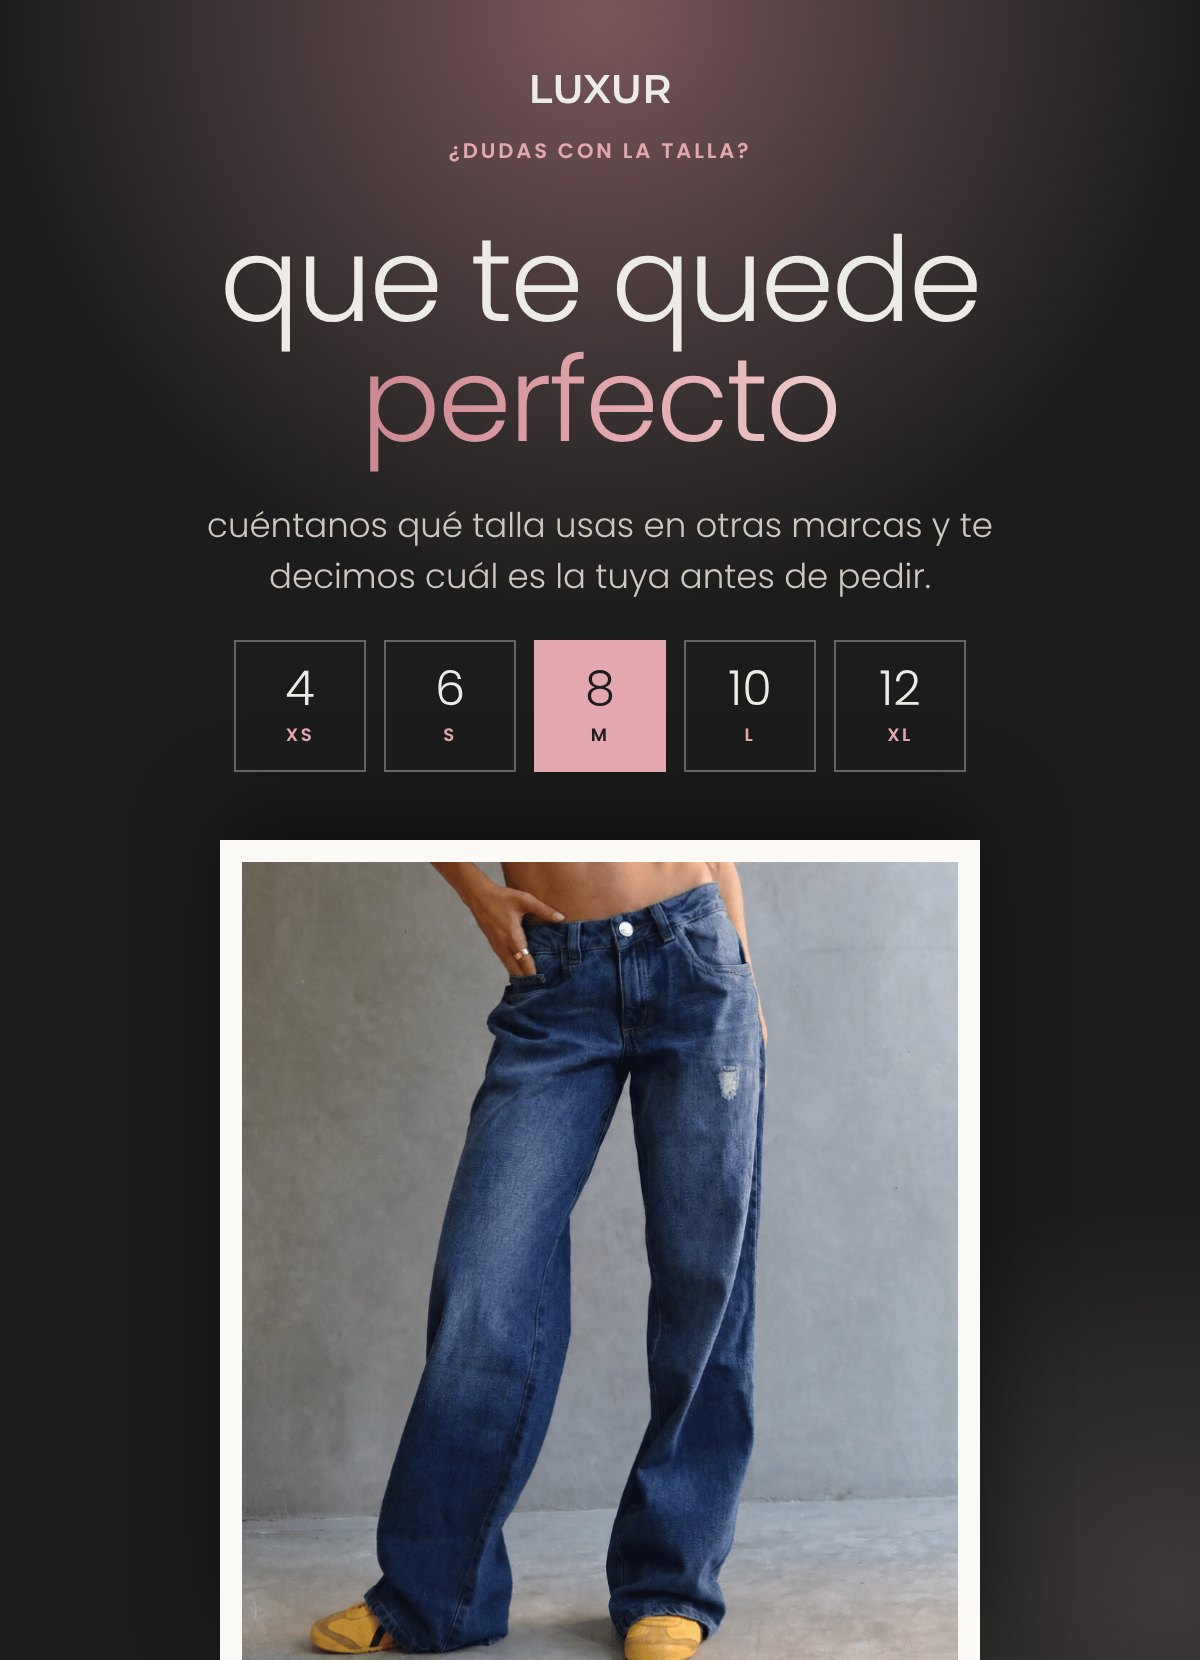 LUXUR
¿DUDAS CON LA TALLA?
que te quede
perfecto
cuéntanos qué talla usas en otras marcas y te
decimos cuál es la tuya antes de pedir.
4 6 8 10 12
XS S M L XL